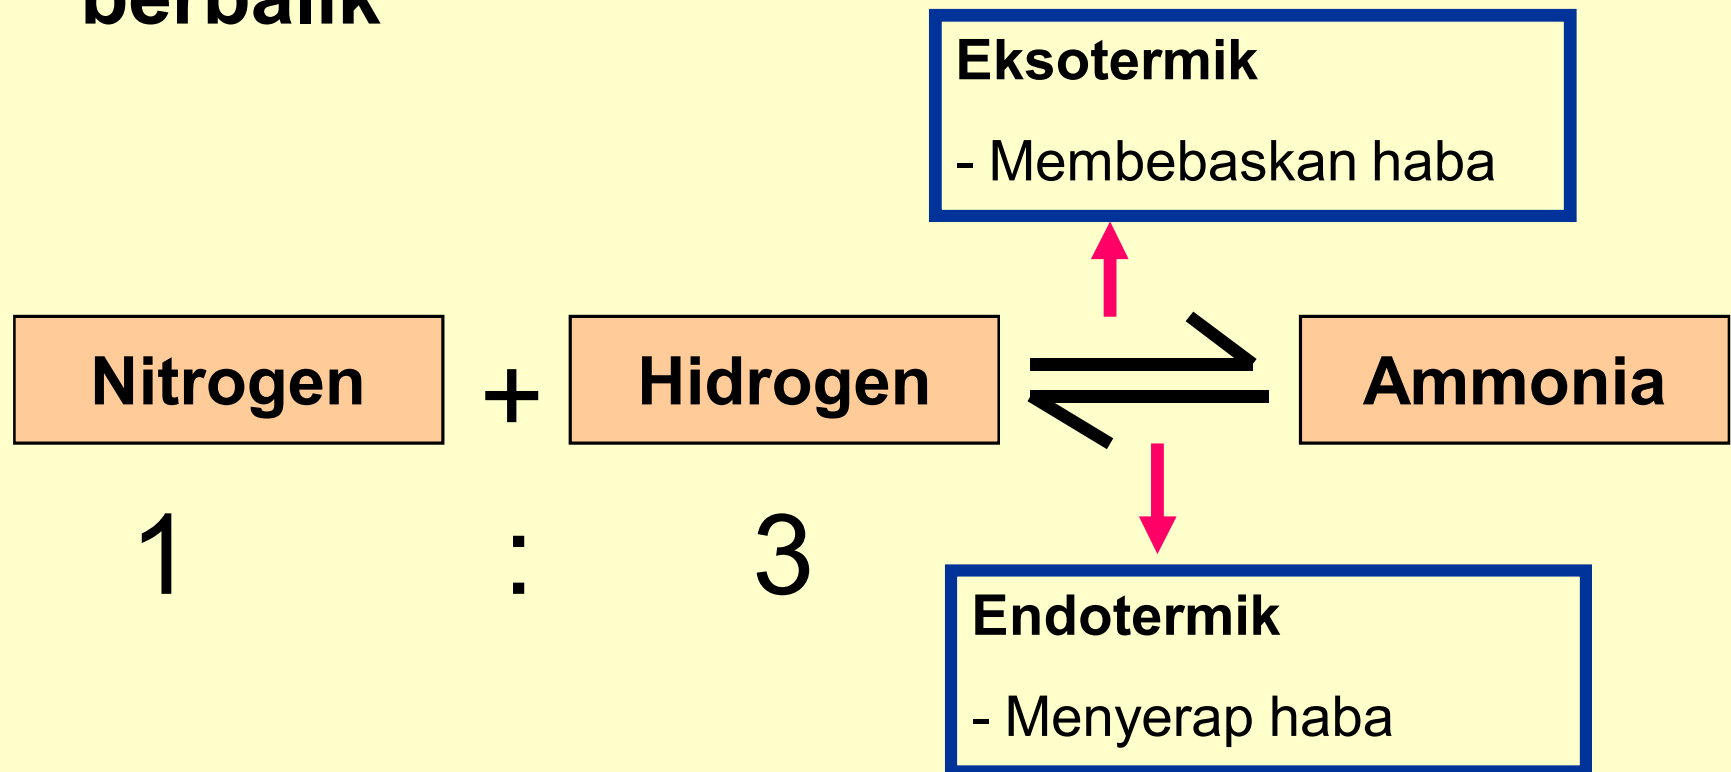 berbalik
Eksotermik
- Membebaskan haba
Nitrogen + Hidrogen Ammonia
1 : 3
Endotermik
- Menyerap haba